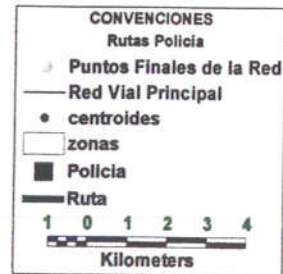 CONVENCIONES
Rutas Policia
Puntos Finales de la Red
Red Vial Principal
centroides
zonas
Policia
Ruta
1 0 1 2 3 4
Kilometers